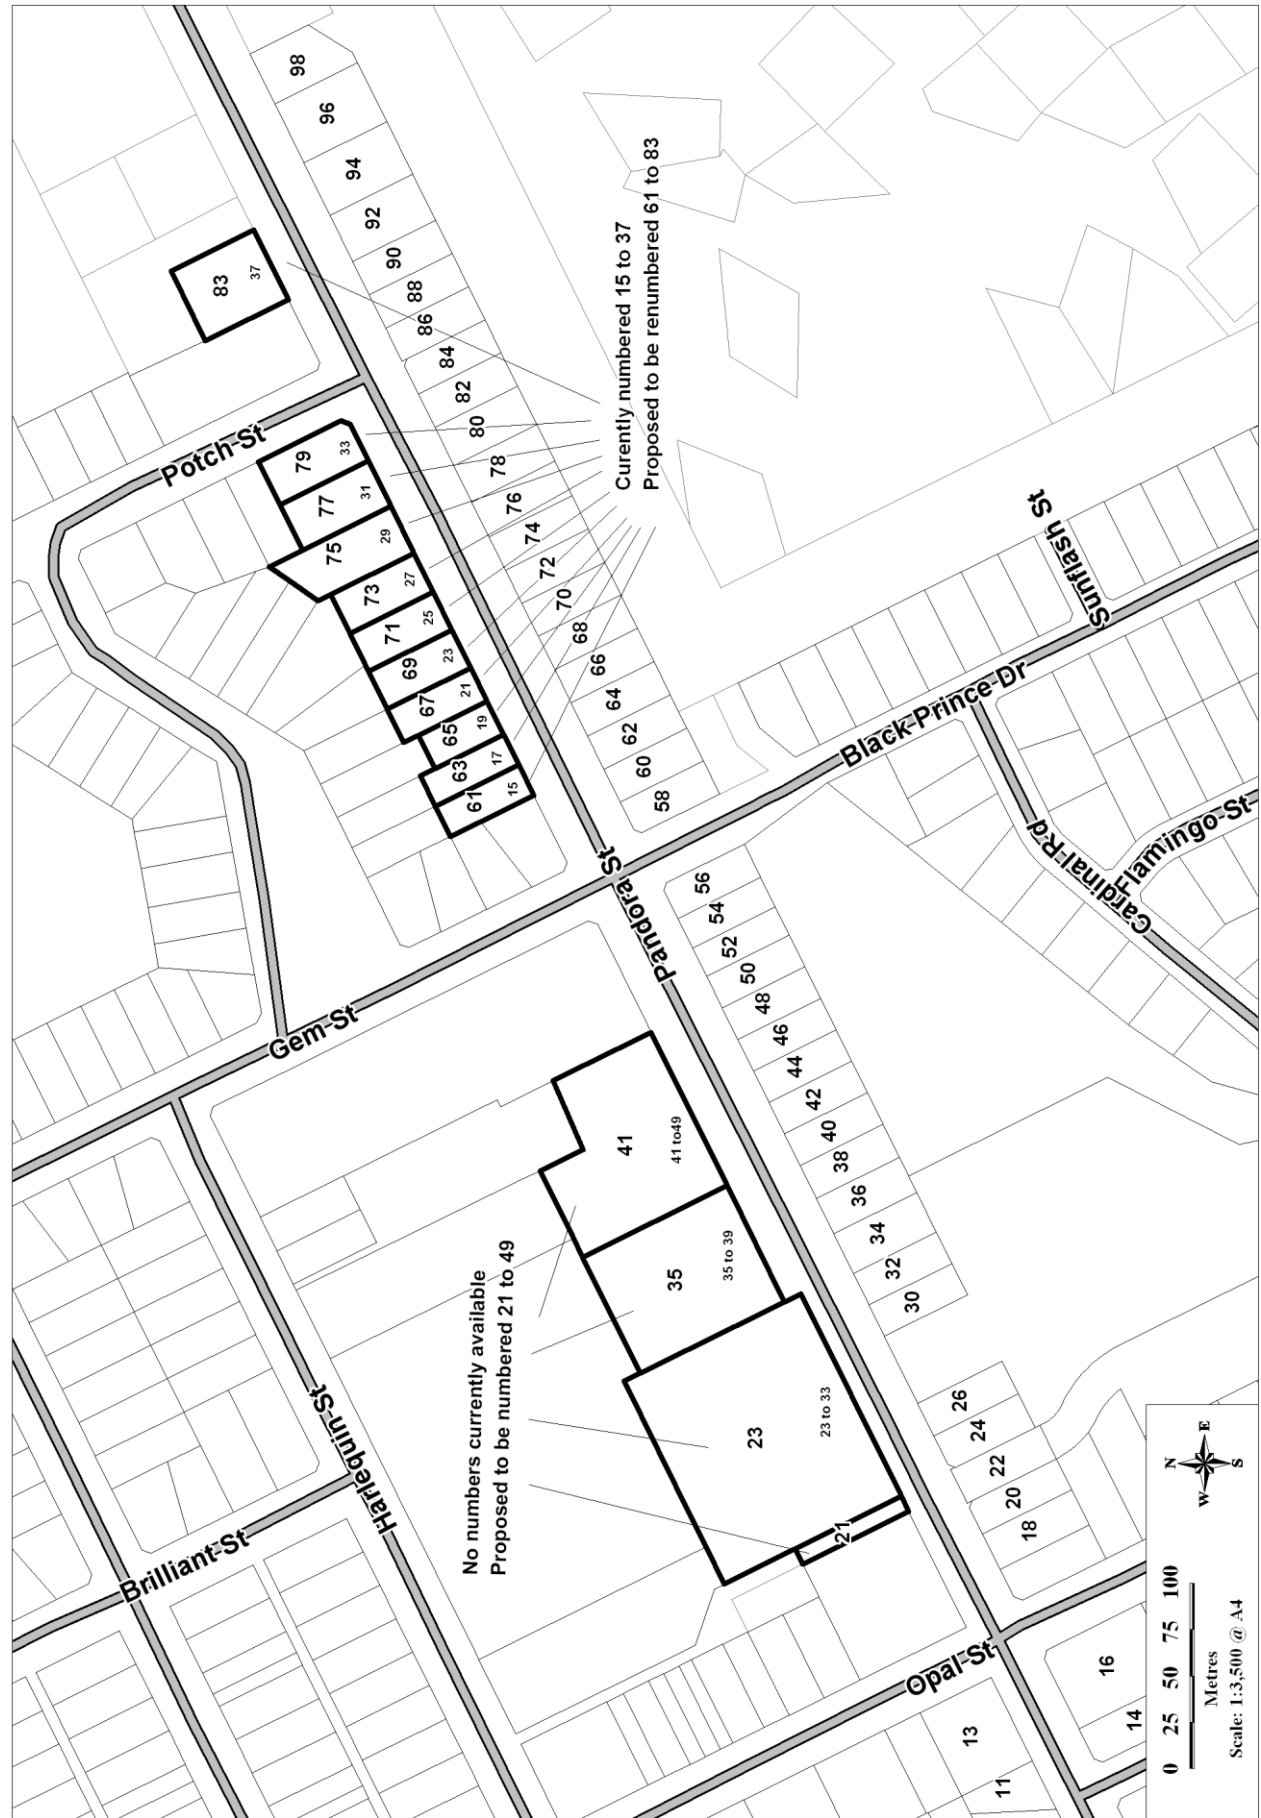 98
96
94
92
90
88
86
84
82
80
78
76
74
72
70
68
66
64
62
60
58
83
37
Potch St
79
33
77
31
75
29
73
27
71
25
69
23
67
21
65
19
63
17
61
15
Curently numbered 15 to 37
Proposed to be renumbered 61 to 83
Sunflash St
Black Prince Dr
Cardinal Rd
Flamingo St
Pandora St
Gem St
56
54
52
50
48
46
44
42
40
38
36
34
32
30
26
24
22
20
18
41
41 to49
35
35 to 39
23
23 to 33
21
No numbers currently available
Proposed to be numbered 21 to 49
Harlequin St
Brilliant St
Opal St
16
14
13
11
N
W
E
S
0 25 50 75 100
Metres
Scale: 1:3,500 @ A4